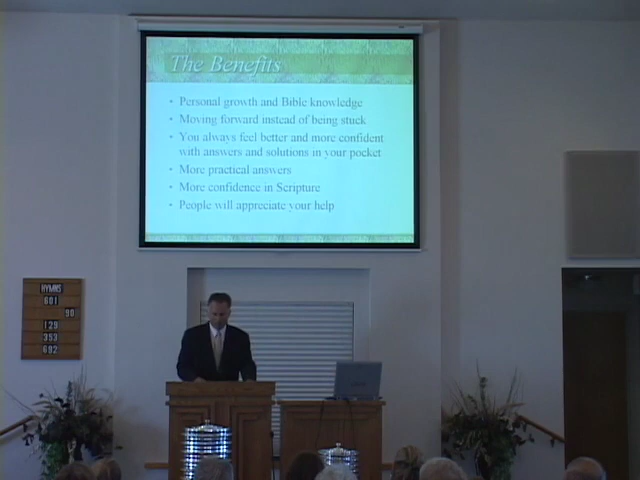 The Benefits
• Personal growth and Bible knowledge
• Moving forward instead of being stuck
• You always feel better and more confident
with answers and solutions in your pocket
• More practical answers
• More confidence in Scripture
• People will appreciate your help
HYMNS
601
90
129
353
692